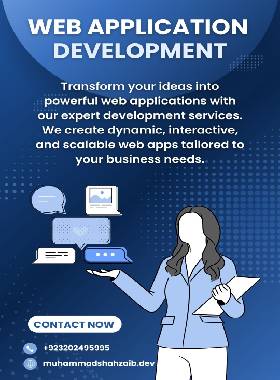 WEB APPLICATION
DEVELOPMENT
Transform your ideas into
powerful web applications with
our expert development services.
We create dynamic, interactive,
and scalable web apps tailored to
your business needs.
CONTACT NOW
+923202495995
muhammadshahzaib.dev